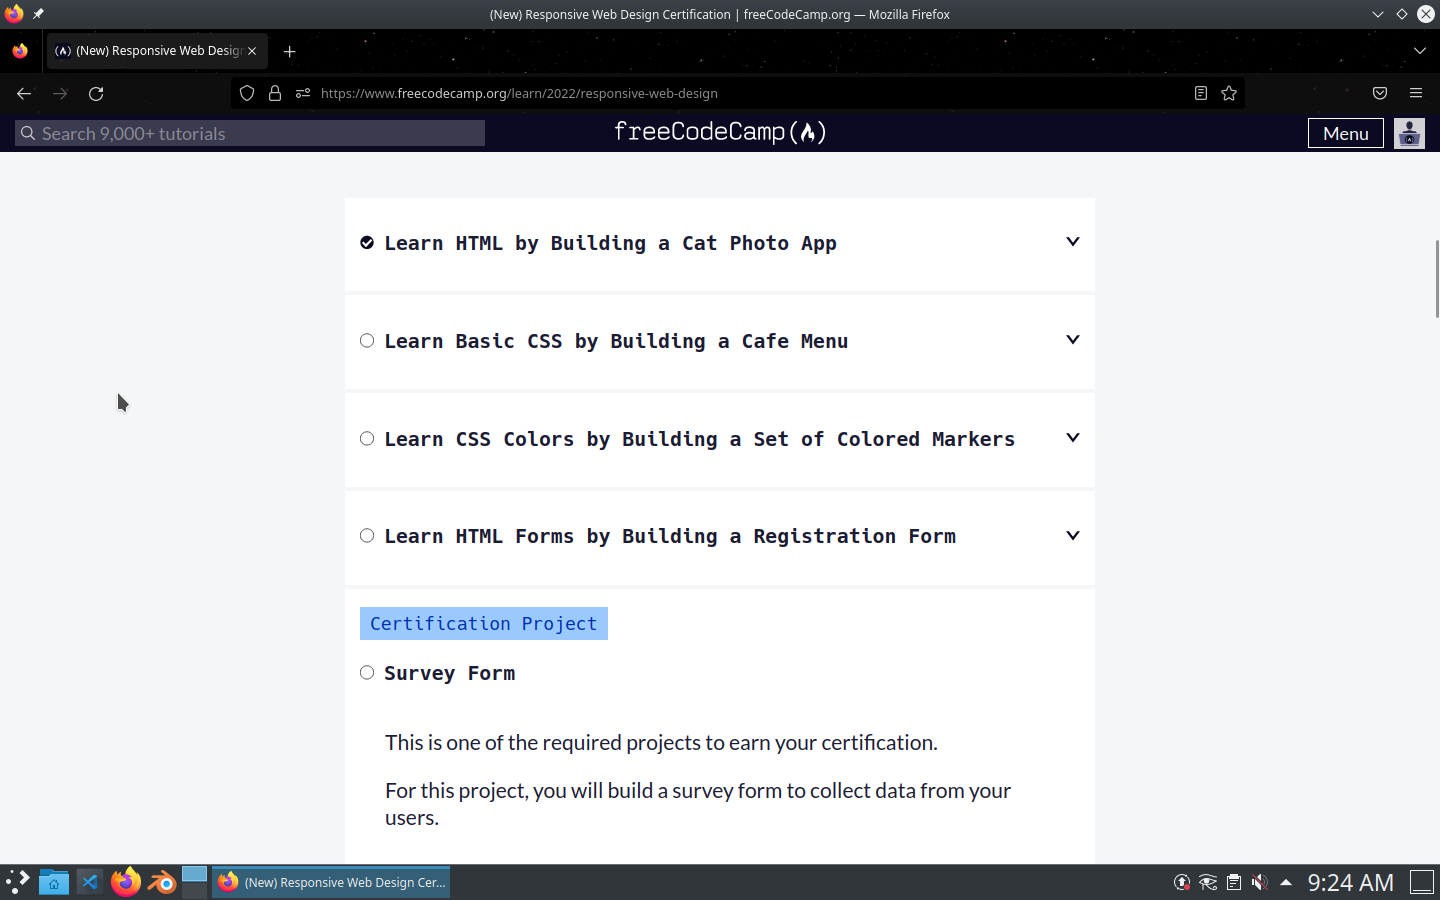 (New) Responsive Web Design Certification | freeCodeCamp.org — Mozilla Firefox
(New) Responsive Web Design
https://www.freecodecamp.org/learn/2022/responsive-web-design
Search 9,000+ tutorials
freeCodeCamp
Menu
Learn HTML by Building a Cat Photo App
Learn Basic CSS by Building a Cafe Menu
Learn CSS Colors by Building a Set of Colored Markers
Learn HTML Forms by Building a Registration Form
Certification Project
Survey Form
This is one of the required projects to earn your certification.
For this project, you will build a survey form to collect data from your
users.
(New) Responsive Web Design Cer...
9:24 AM